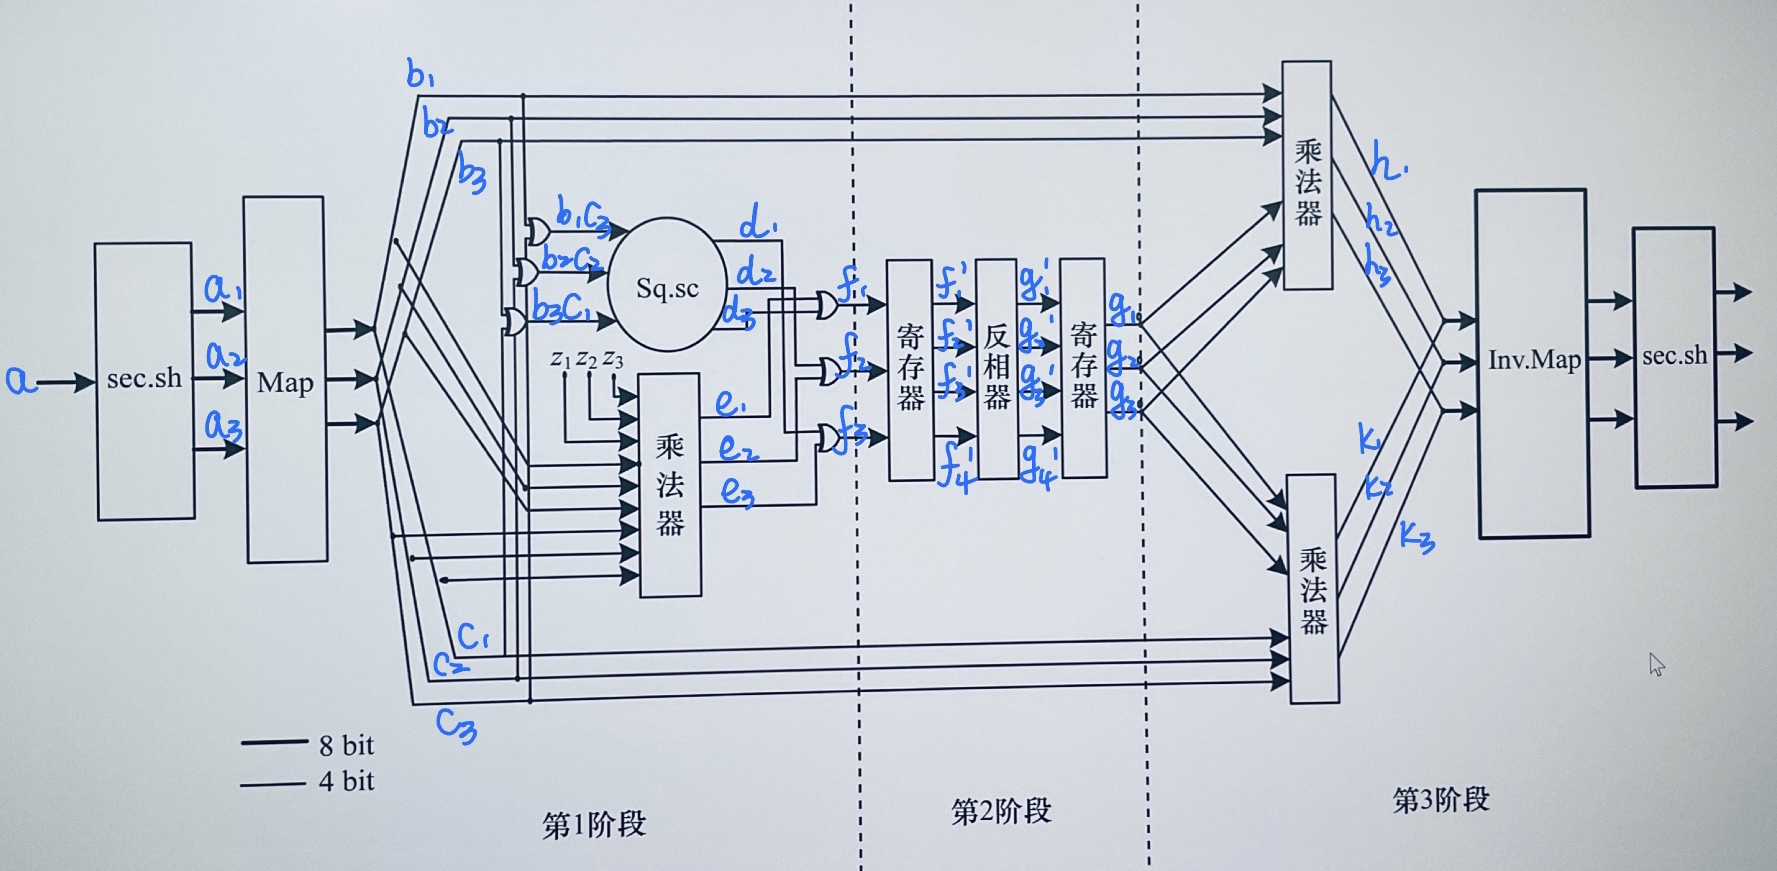 b₁
b₂
b₃
a
sec.sh
a₁
a₂
a₃
Map
b₁C₃
b₂C₂
b₃C₁
Sq.sc
d₁
d₂
d₃
z₁ z₂ z₃
乘法器
e₁
e₂
e₃
f₁
f₂
f₃
寄存器
f₁'
f₂'
f₃'
f₄'
反相器
g₁'
g₂'
g₃'
g₄'
寄存器
g₁
g₂
g₃
乘法器
h₁
h₂
h₃
乘法器
K₁
K₂
K₃
Inv.Map
sec.sh
C₁
C₂
C₃
8 bit
4 bit
第1阶段
第2阶段
第3阶段